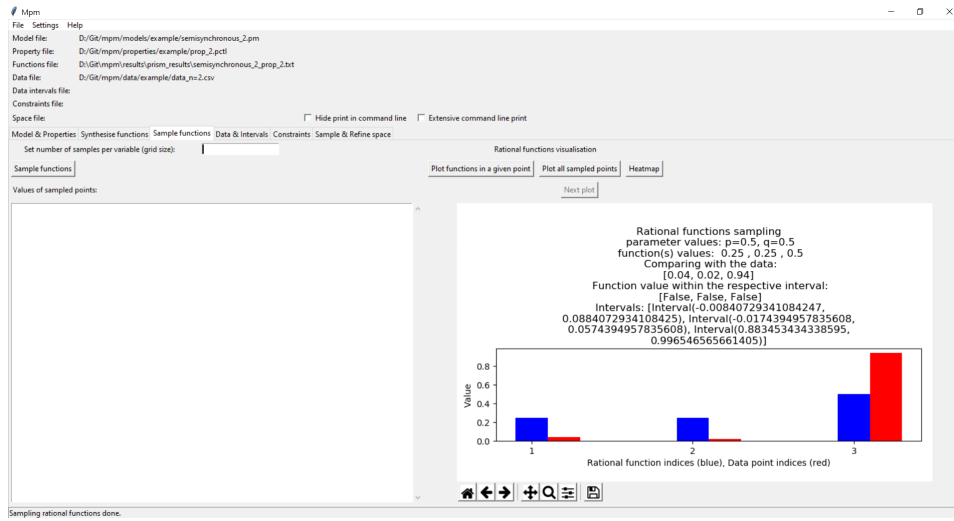 Mpm
File Settings Help
Model file: D:/Git/mpm/models/example/semisynchronous_2.pm
Property file: D:/Git/mpm/properties/example/prop_2.pctl
Functions file: D:\Git\mpm\results\prism_results\semisynchronous_2_prop_2.txt
Data file: D:/Git/mpm/data/example/data_n=2.csv
Data intervals file:
Constraints file:
Space file: Hide print in command line Extensive command line print
Model & Properties Synthesise functions Sample functions Data & Intervals Constraints Sample & Refine space
Set number of samples per variable (grid size): Rational functions visualisation
Sample functions Plot functions in a given point Plot all sampled points Heatmap
Values of sampled points: Next plot
Rational functions sampling
parameter values: p=0.5, q=0.5
function(s) values: 0.25 , 0.25 , 0.5
Comparing with the data:
[0.04, 0.02, 0.94]
Function value within the respective interval:
[False, False, False]
Intervals: [Interval(-0.00840729341084247,
0.0884072934108425), Interval(-0.0174394957835608,
0.0574394957835608), Interval(0.883453434338595,
0.996546565661405)]
0.8
0.6
0.4
0.2
0.0
Value
1 2 3
Rational function indices (blue), Data point indices (red)
Sampling rational functions done.